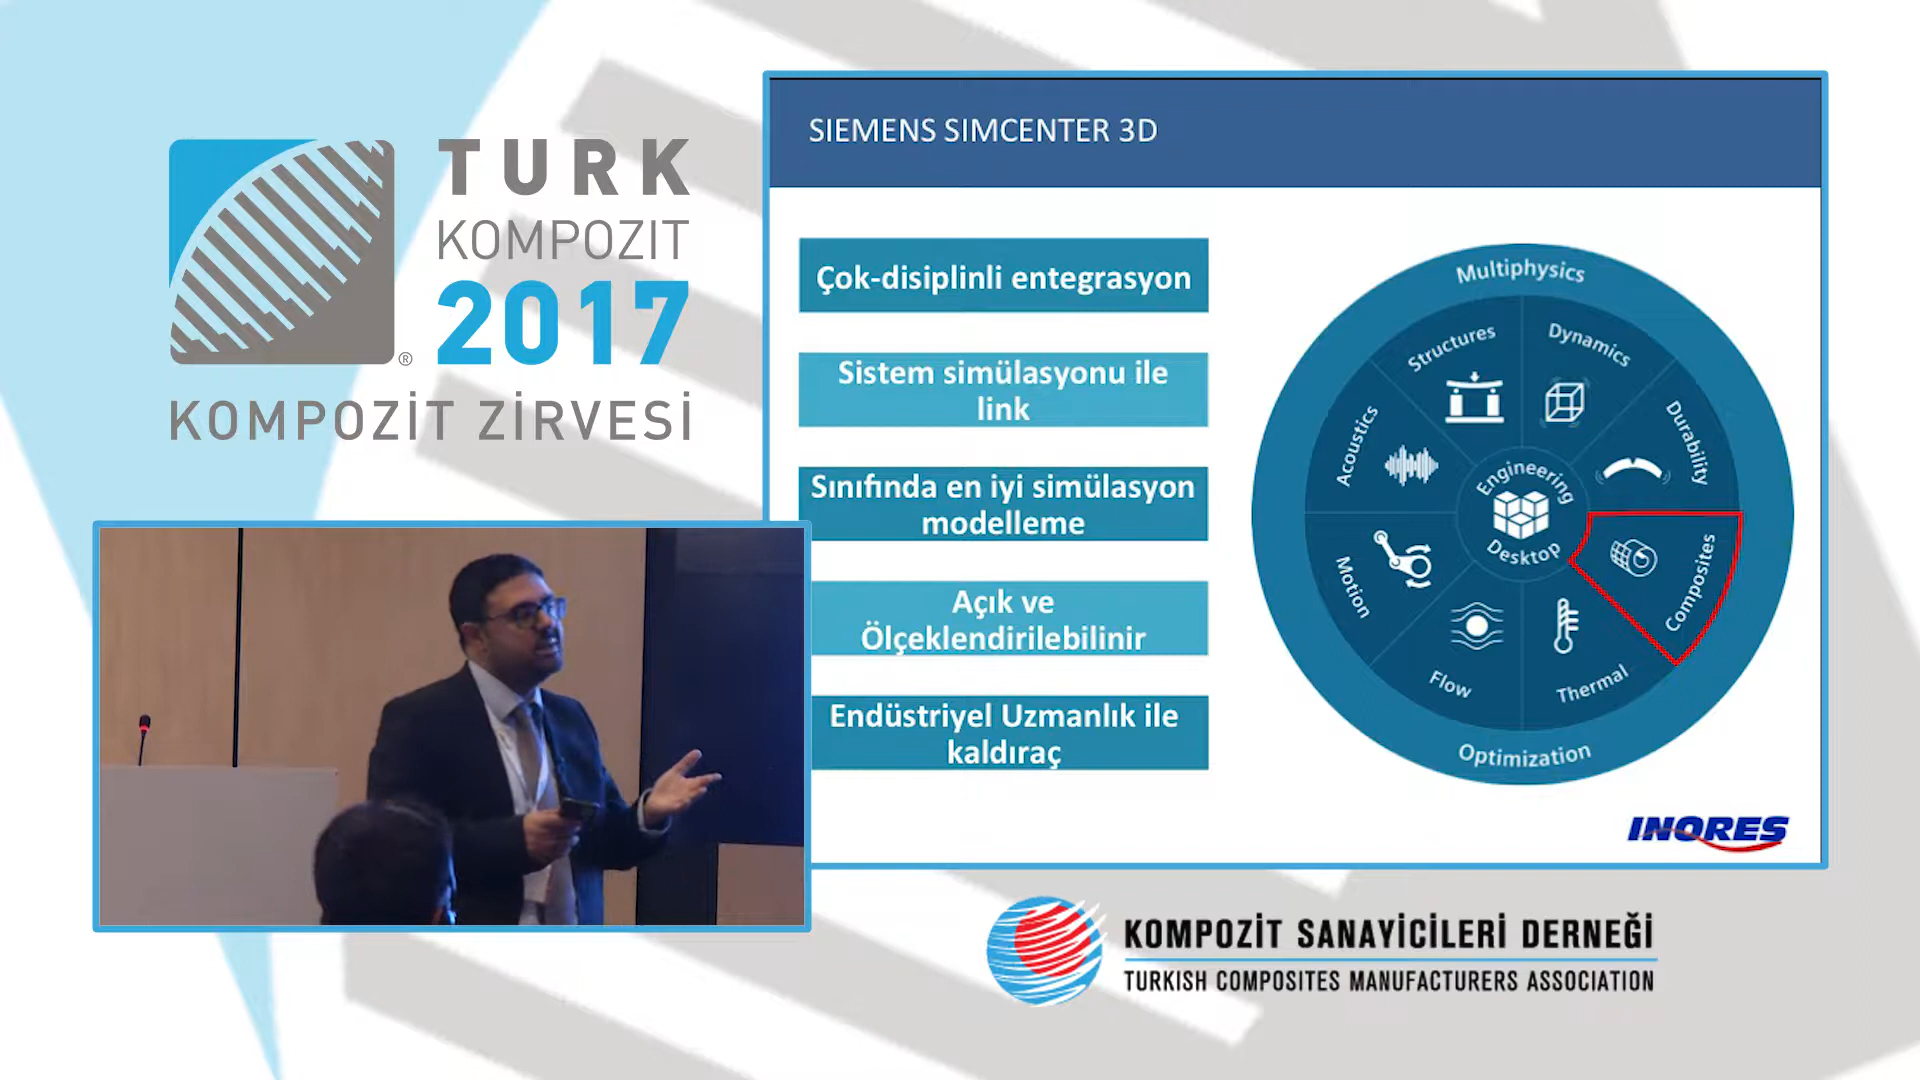 TURK
KOMPOZIT
2017
®
KOMPOZİT ZİRVESİ
SIEMENS SIMCENTER 3D
Çok-disiplinli entegrasyon
Sistem simülasyonu ile
link
Sınıfında en iyi simülasyon
modelleme
Açık ve
Ölçeklendirilebilinir
Endüstriyel Uzmanlık ile
kaldıraç
Multiphysics
Structures
Dynamics
Acoustics
Durability
Engineering
Desktop
Motion
Composites
Flow
Thermal
Optimization
INORES
KOMPOZİT SANAYİCİLERİ DERNEĞİ
TURKISH COMPOSITES MANUFACTURERS ASSOCIATION